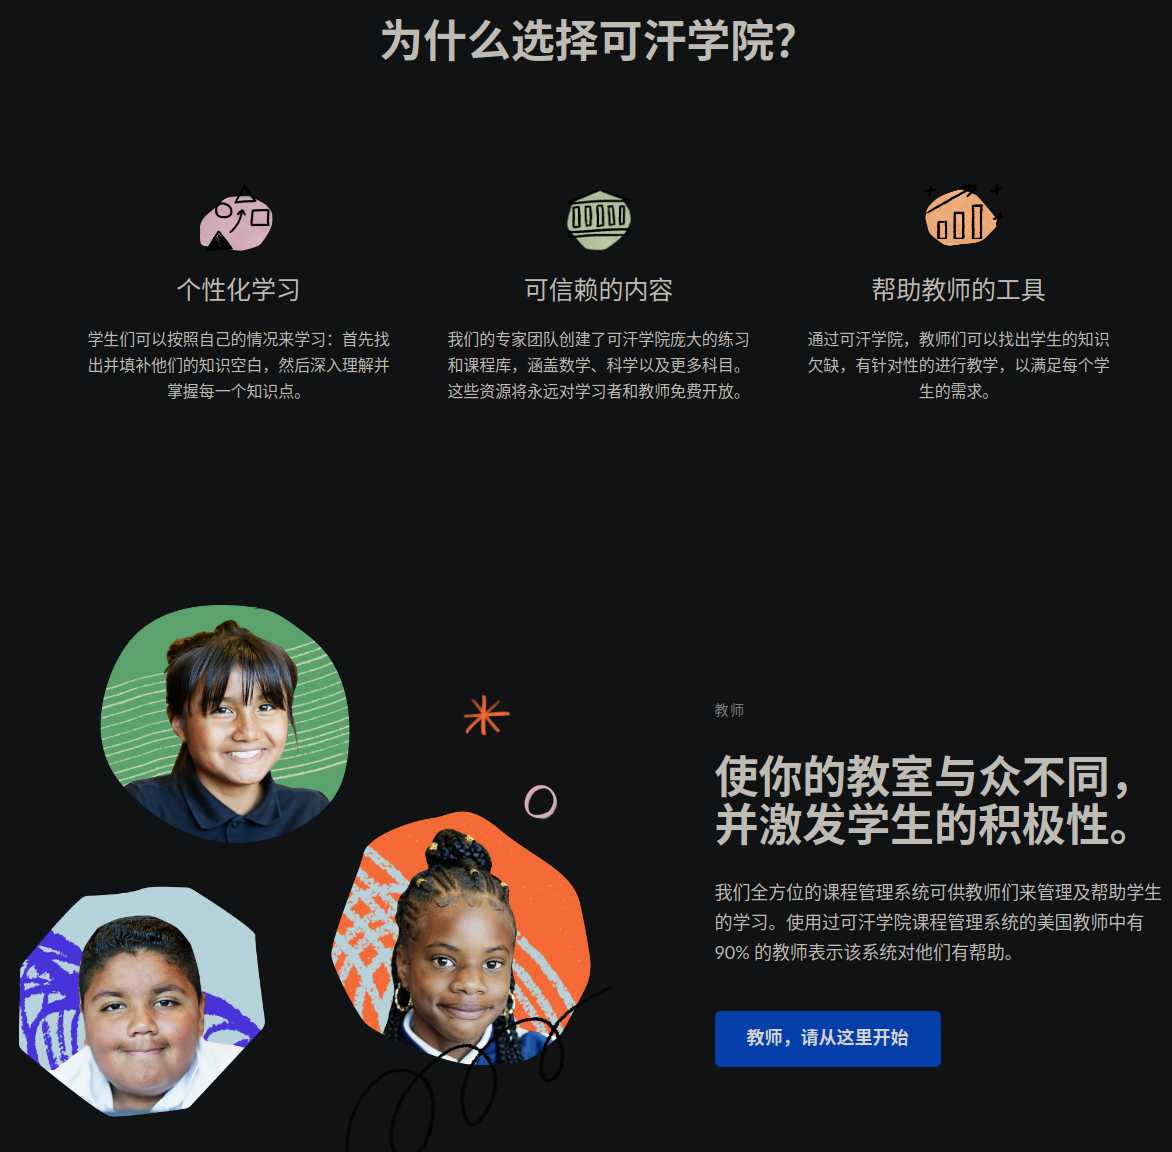 为什么选择可汗学院？
个性化学习
学生们可以按照自己的情况来学习：首先找
出并填补他们的知识空白，然后深入理解并
掌握每一个知识点。
可信赖的内容
我们的专家团队创建了可汗学院庞大的练习
和课程库，涵盖数学、科学以及更多科目。
这些资源将永远对学习者和教师免费开放。
帮助教师的工具
通过可汗学院，教师们可以找出学生的知识
欠缺，有针对性的进行教学，以满足每个学
生的需求。
教师
使你的教室与众不同，
并激发学生的积极性。
我们全方位的课程管理系统可供教师们来管理及帮助学生
的学习。使用过可汗学院课程管理系统的美国教师中有
90% 的教师表示该系统对他们有帮助。
教师，请从这里开始